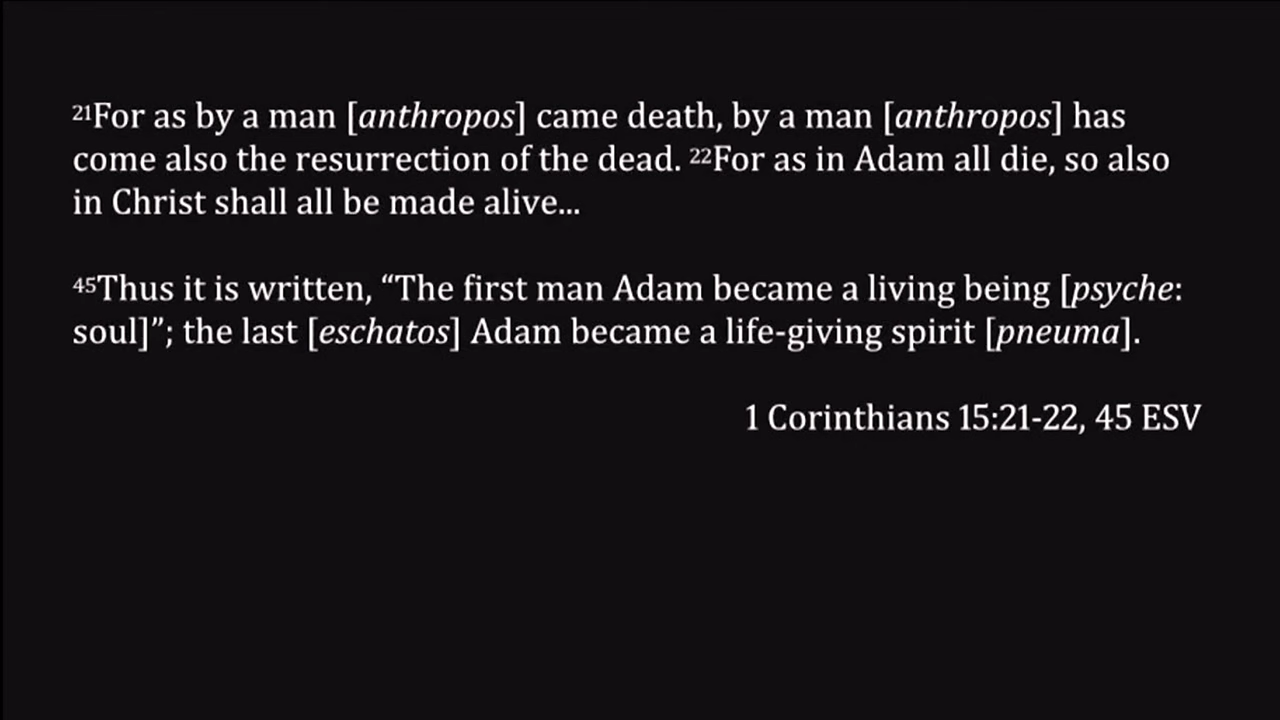 ²¹For as by a man [anthropos] came death, by a man [anthropos] has
come also the resurrection of the dead. ²²For as in Adam all die, so also
in Christ shall all be made alive...
⁴⁵Thus it is written, “The first man Adam became a living being [psyche:
soul]”; the last [eschatos] Adam became a life-giving spirit [pneuma].
1 Corinthians 15:21-22, 45 ESV